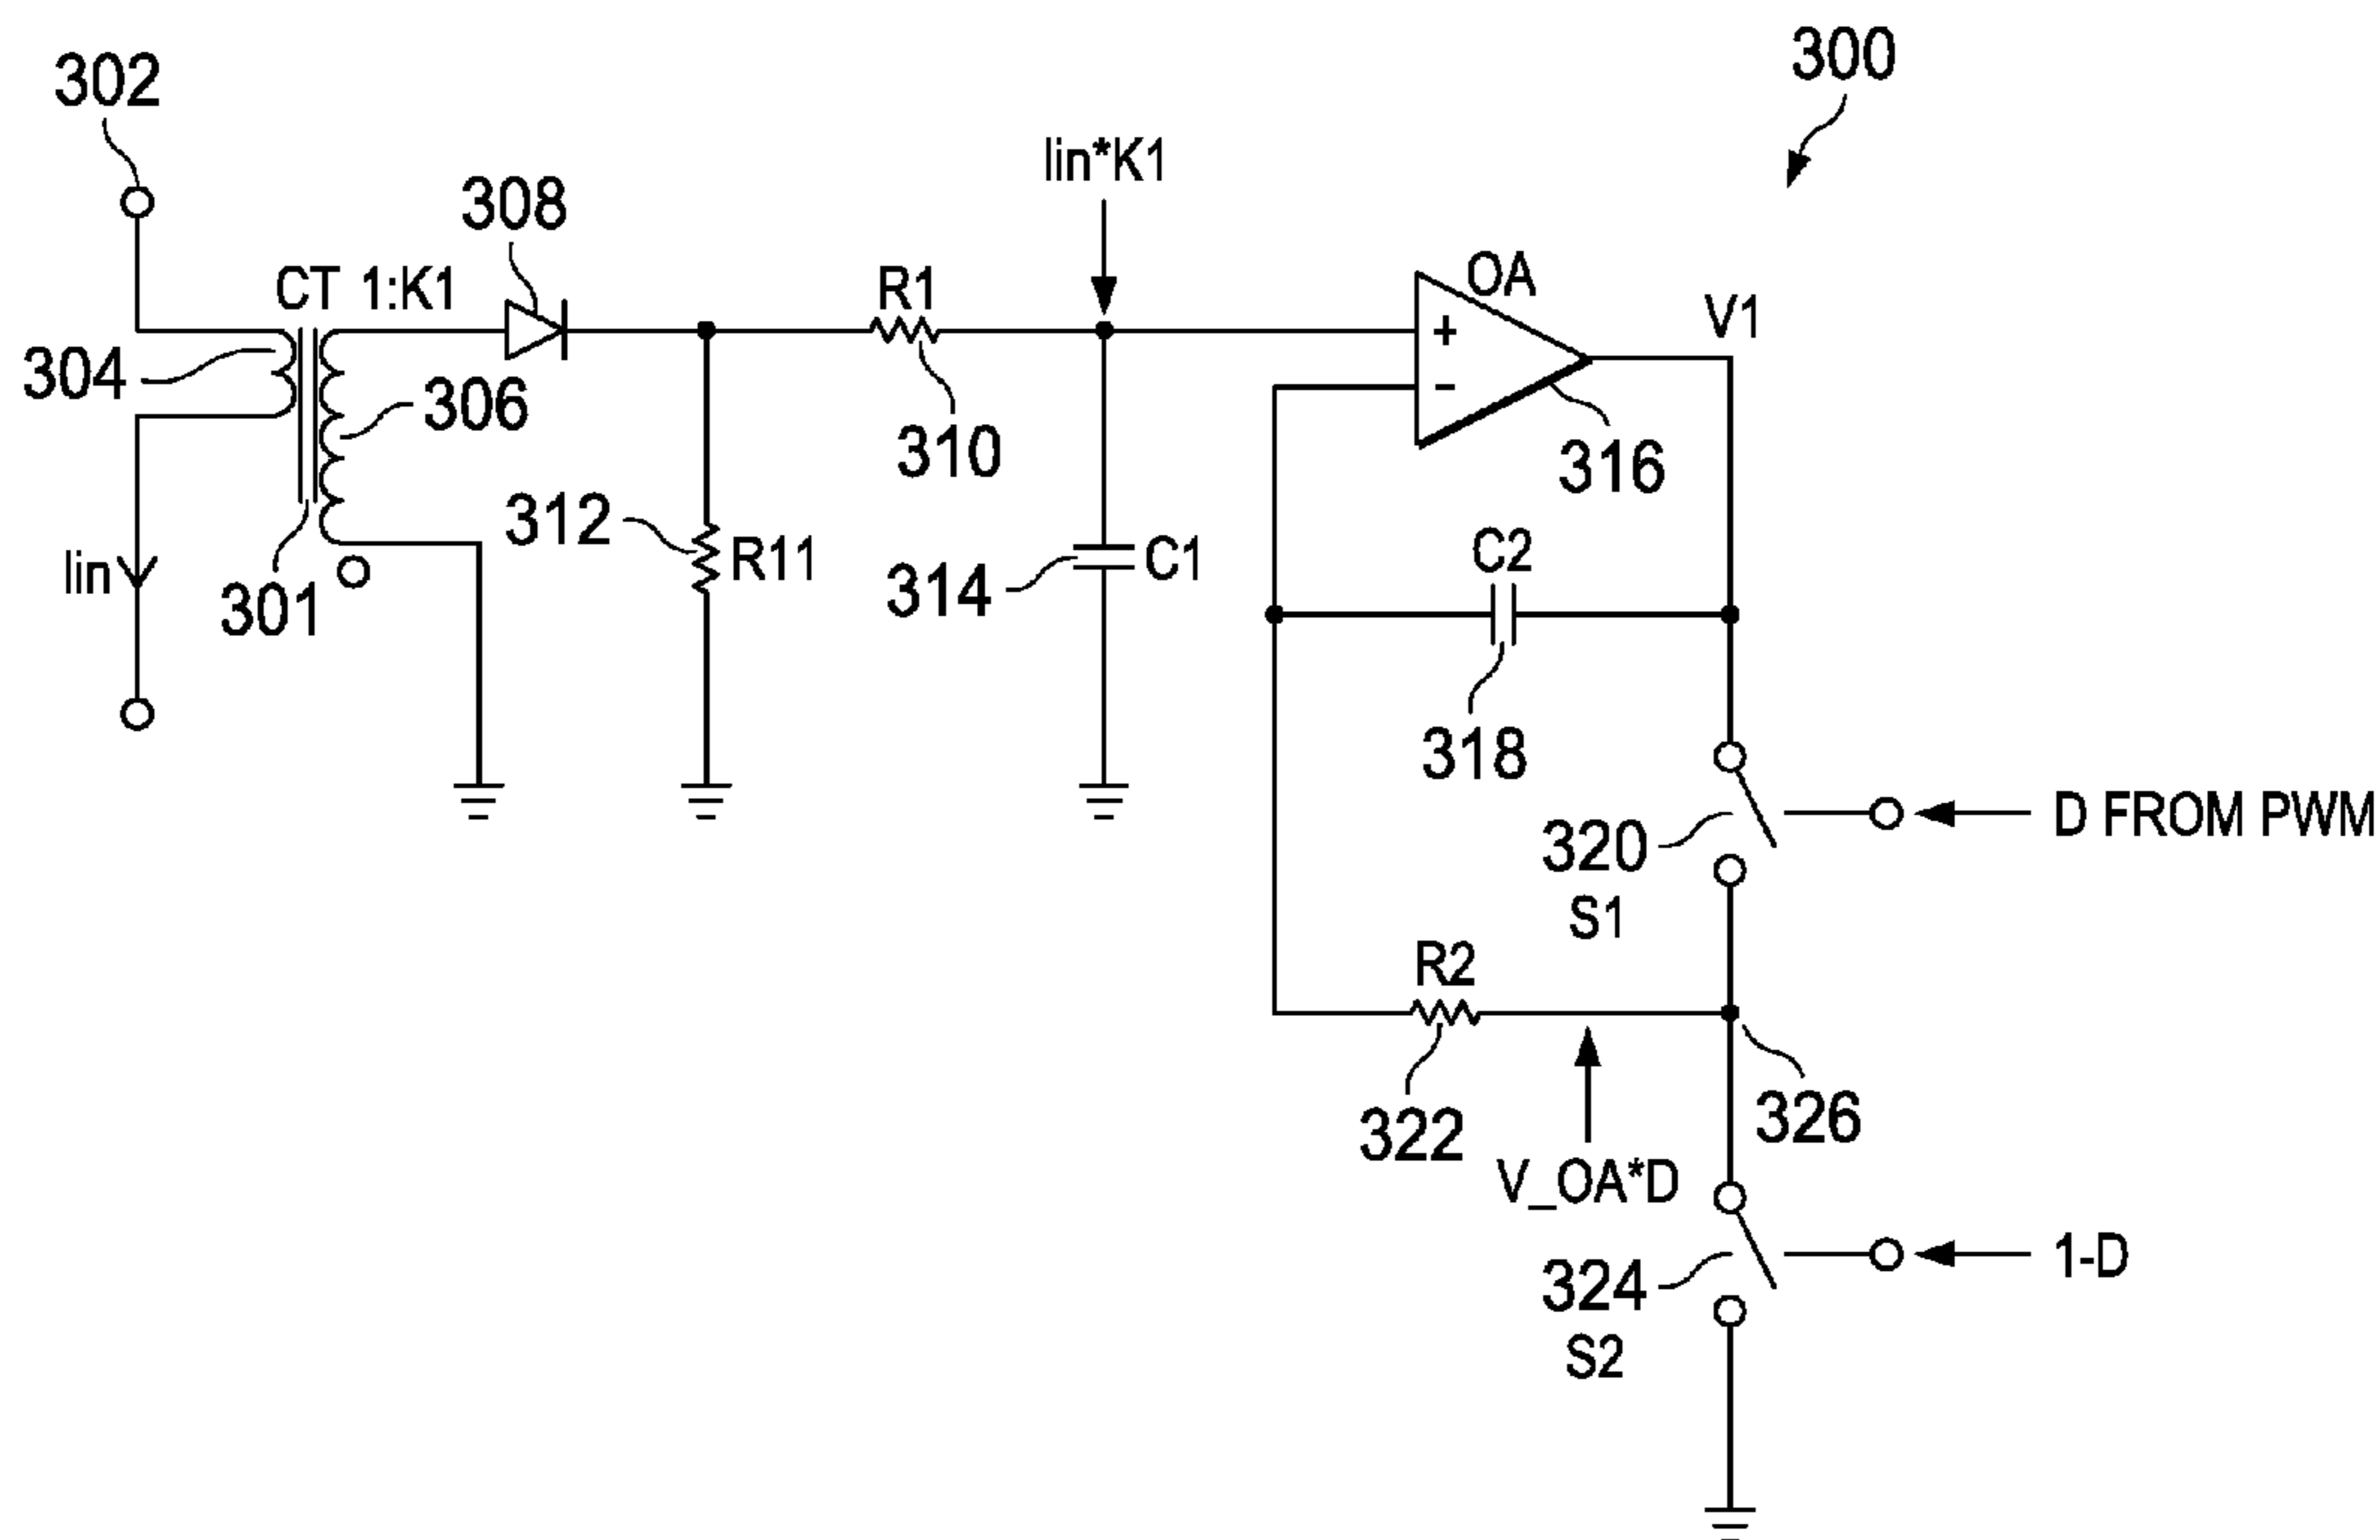 300
302
Iin*K1
308
CT 1:K1
R1
OA
V1
304
306
310
+
-
316
312
R11
314
C1
C2
Iin
301
318
D FROM PWM
320
S1
R2
326
322
V_OA*D
324
1-D
S2